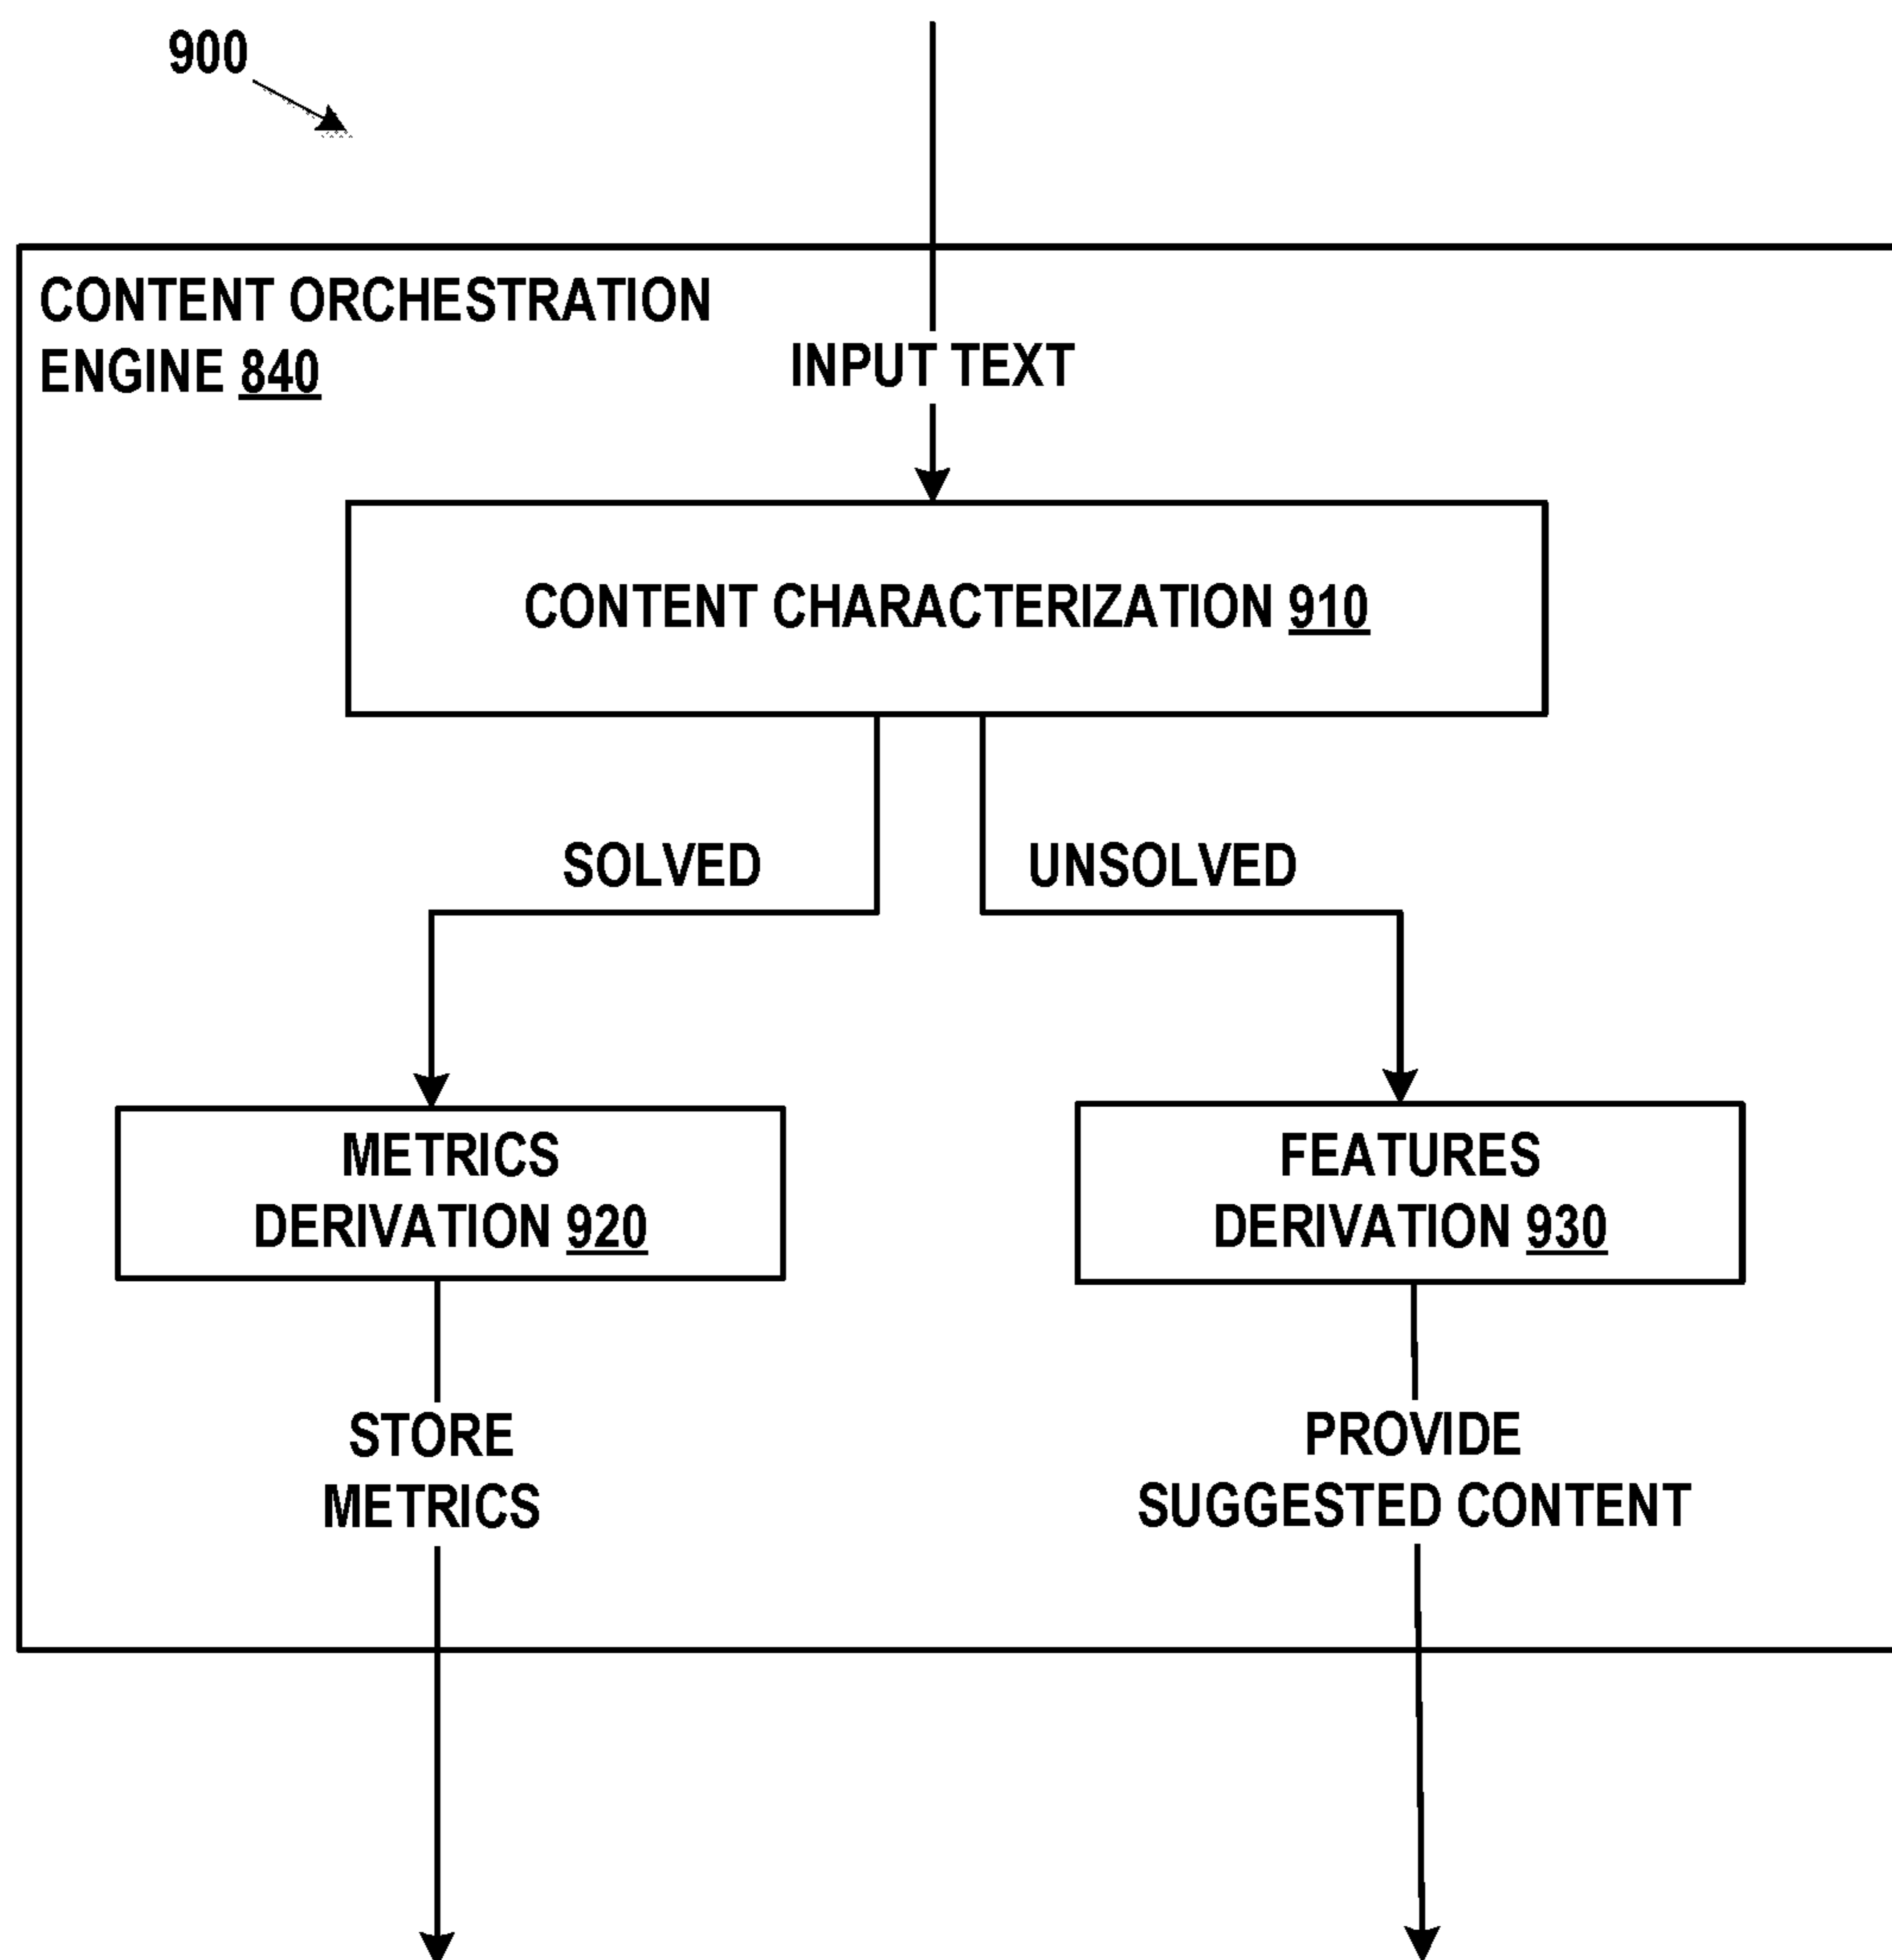 900
CONTENT ORCHESTRATION
ENGINE 840
INPUT TEXT
CONTENT CHARACTERIZATION 910
SOLVED
UNSOLVED
METRICS
DERIVATION 920
FEATURES
DERIVATION 930
STORE
METRICS
PROVIDE
SUGGESTED CONTENT